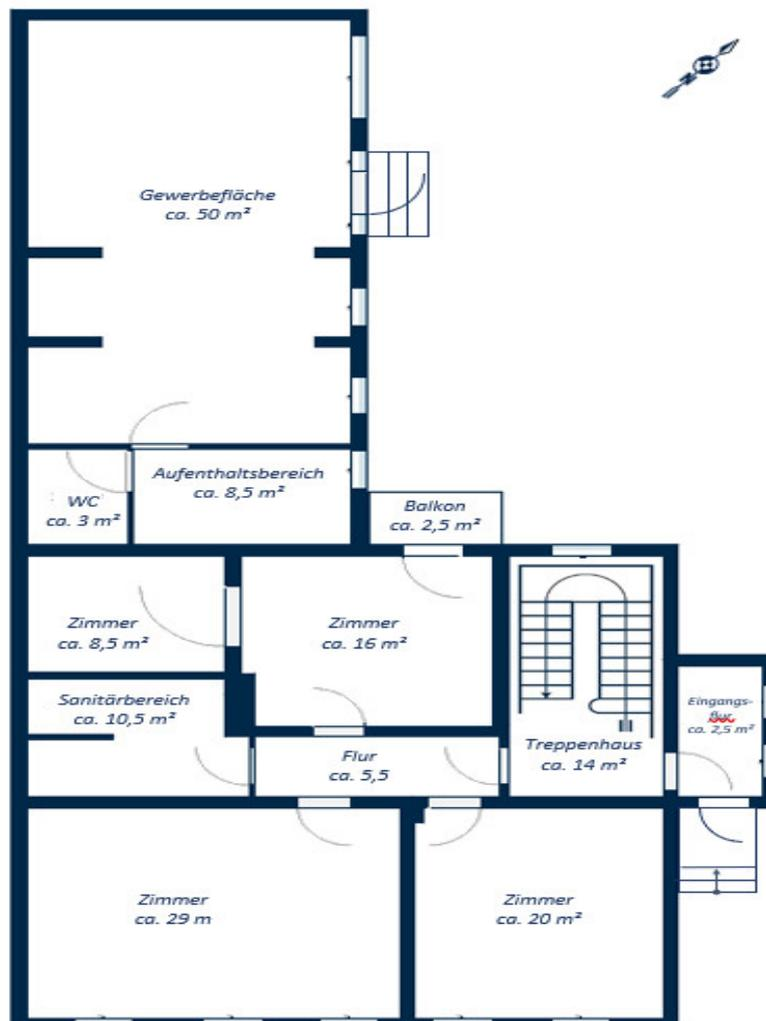 Gewerbefläche
ca. 50 m²
Aufenthaltsbereich
ca. 8,5 m²
WC
ca. 3 m²
Balkon
ca. 2,5 m²
Zimmer
ca. 8,5 m²
Zimmer
ca. 16 m²
Sanitärbereich
ca. 10,5 m²
Eingangs-
flur
ca. 2,5 m²
Flur
ca. 5,5
Treppenhaus
ca. 14 m²
Zimmer
ca. 29 m
Zimmer
ca. 20 m²